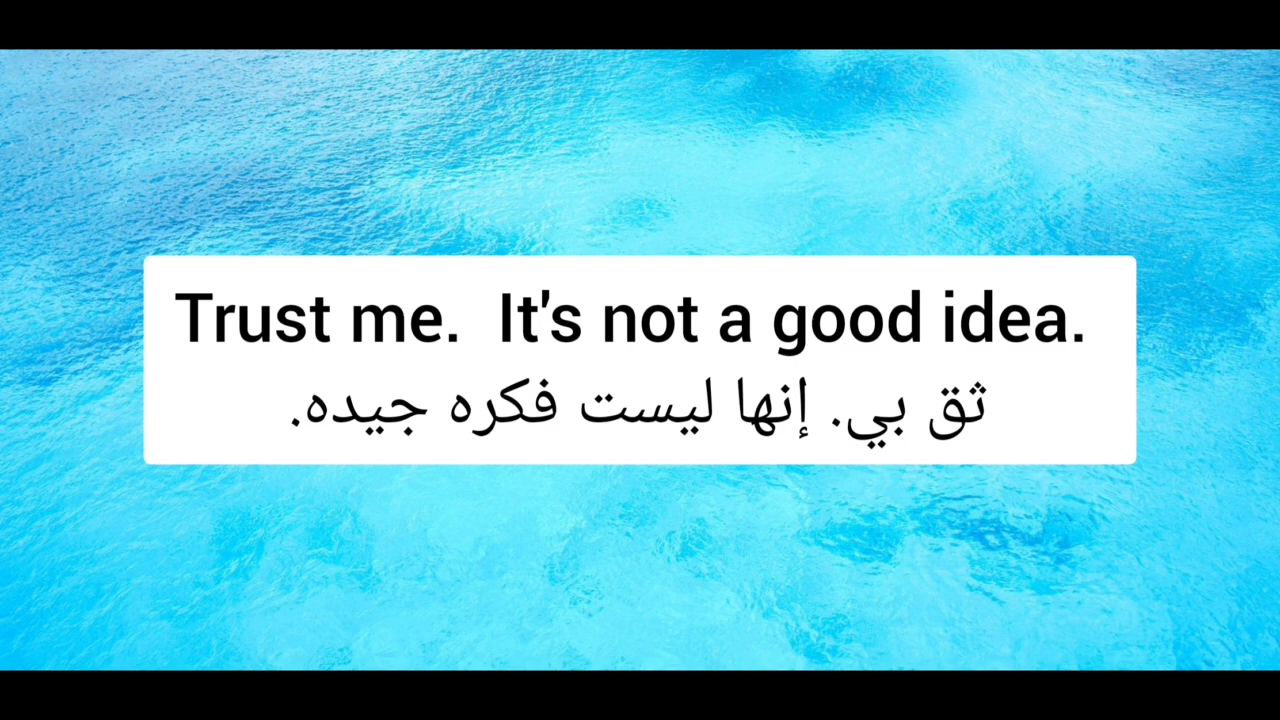 Trust me.  It's not a good idea.
ثق بي. إنها ليست فكره جيده.